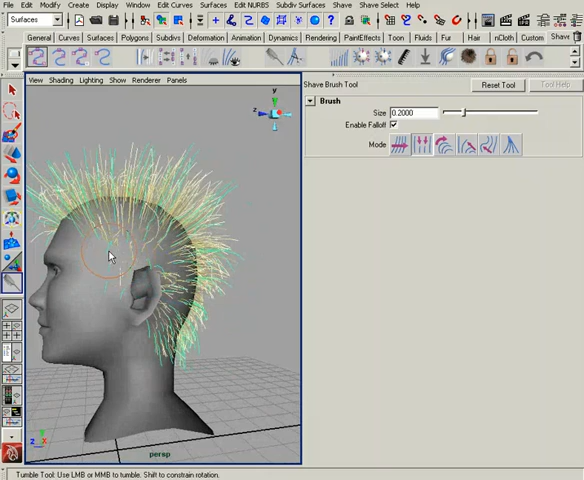 File Edit Modify Create Display Window Edit Curves Surfaces Edit NURBS Subdiv Surfaces Shave Shave Select Help
Surfaces
General Curves Surfaces Polygons Subdivs Deformation Animation Dynamics Rendering PaintEffects Toon Fluids Fur Hair nCloth Custom Shave
View Shading Lighting Show Renderer Panels
Shave Brush Tool Reset Tool Tool Help
Brush
Size 0.2000
Enable Falloff
Mode
y
z
persp
Tumble Tool: Use LMB or MMB to tumble. Shift to constrain rotation.